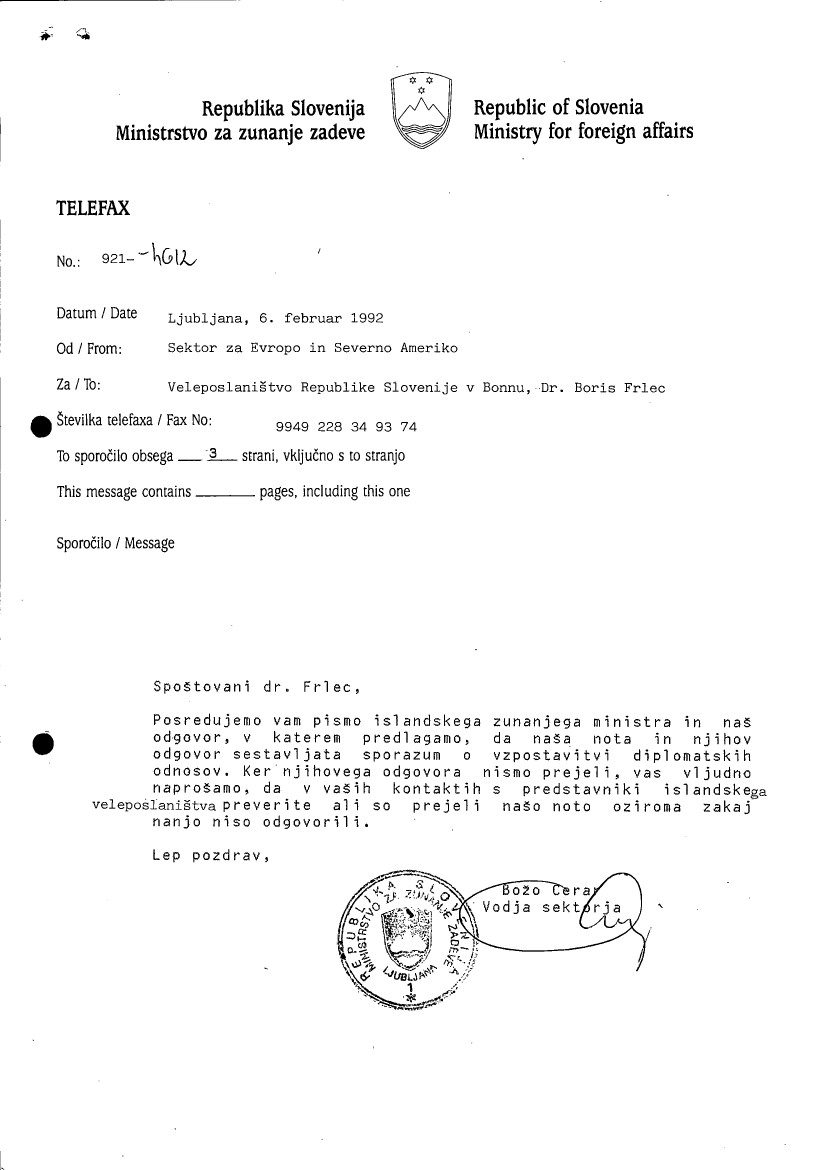 Republika Slovenija
Ministrstvo za zunanje zadeve
Republic of Slovenia
Ministry for foreign affairs
TELEFAX
No.: 921-
Datum / Date Ljubljana, 6. februar 1992
Od / From: Sektor za Evropo in Severno Ameriko
Za / To: Veleposlaništvo Republike Slovenije v Bonnu, Dr. Boris Frlec
Številka telefaxa / Fax No: 9949 228 34 93 74
To sporočilo obsega 3 strani, vključno s to stranjo
This message contains ______ pages, including this one
Sporočilo / Message
Spoštovani dr. Frlec,
Posredujemo vam pismo islandskega zunanjega ministra in naš
odgovor, v katerem predlagamo, da naša nota in njihov
odgovor sestavljata sporazum o vzpostavitvi diplomatskih
odnosov. Ker njihovega odgovora nismo prejeli, vas vljudno
naprošamo, da v vaših kontaktih s predstavniki islandskega
veleposlaništva preverite ali so prejeli našo noto oziroma zakaj
nanjo niso odgovorili.
Lep pozdrav,
Božo Cerar
Vodja sektorja
REPUBLIKA SLOVENIJA
MINISTRSTVO ZA ZUNANJE ZADEVE
LJUBLJANA
1